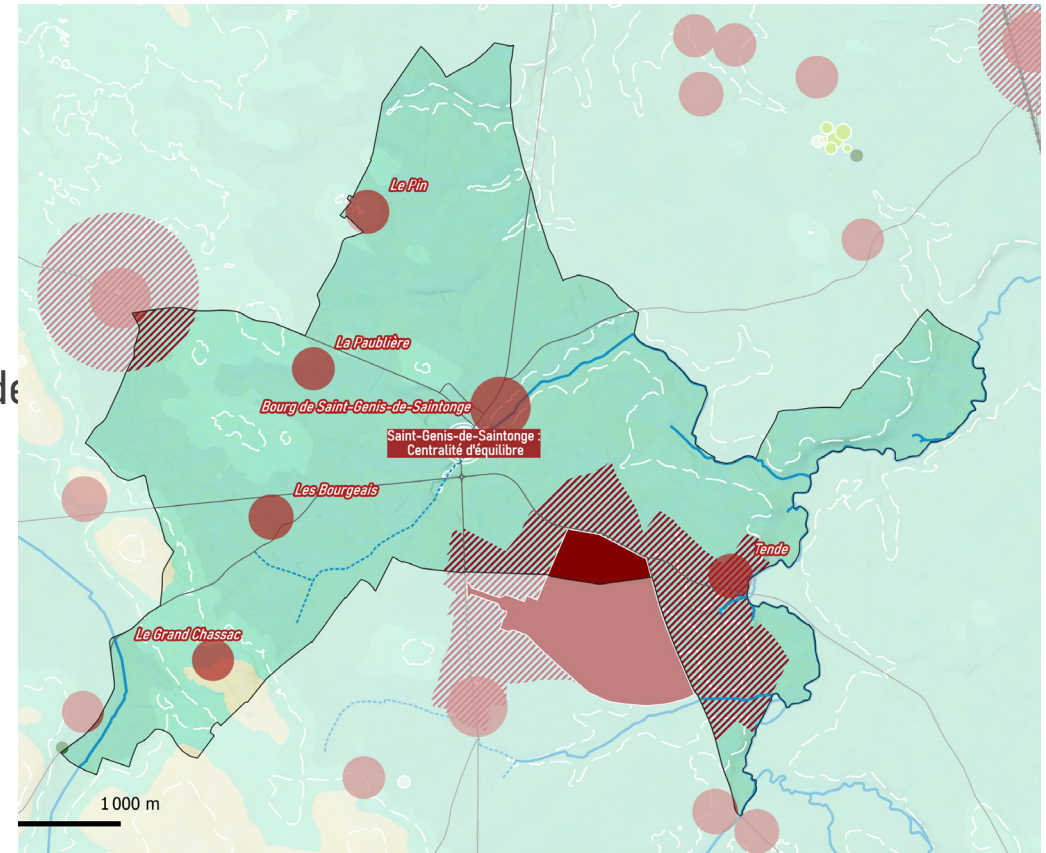 Le Pin
La Paublière
de
Bourg de Saint-Genis-de-Saintonge
Saint-Genis-de-Saintonge :
Centralité d'équilibre
Les Bourgeais
Tende
Le Grand Chassac
1 000 m